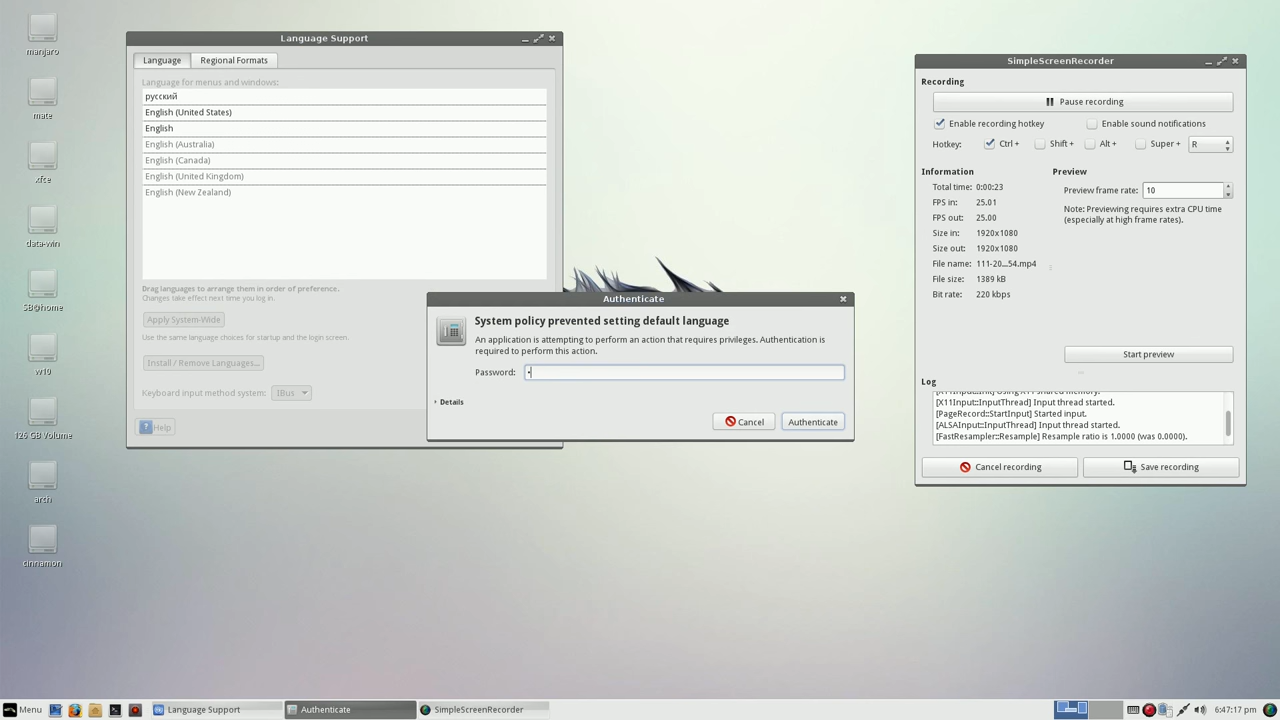 manjaro
mate
xfce
data-win
SB@home
w10
126 GB Volume
arch
cinnamon
Language Support
Language
Regional Formats
Language for menus and windows:
русский
English (United States)
English
English (Australia)
English (Canada)
English (United Kingdom)
English (New Zealand)
Drag languages to arrange them in order of preference.
Changes take effect next time you log in.
Apply System-Wide
Use the same language choices for startup and the login screen.
Install / Remove Languages...
Keyboard input method system:
IBus
Help
Authenticate
System policy prevented setting default language
An application is attempting to perform an action that requires privileges. Authentication is
required to perform this action.
Password:
Details
Cancel
Authenticate
SimpleScreenRecorder
Recording
Pause recording
Enable recording hotkey
Enable sound notifications
Hotkey: Ctrl + Shift + Alt + Super + R
Information
Total time: 0:00:23
FPS in: 25.01
FPS out: 25.00
Size in: 1920x1080
Size out: 1920x1080
File name: 111-20...54.mp4
File size: 1389 kB
Bit rate: 220 kbps
Preview
Preview frame rate: 10
Note: Previewing requires extra CPU time
(especially at high frame rates).
Start preview
Log
[X11Input::Init] Using X11 shared memory.
[X11Input::InputThread] Input thread started.
[PageRecord::StartInput] Started input.
[ALSAInput::InputThread] Input thread started.
[FastResampler::Resample] Resample ratio is 1.0000 (was 0.0000).
Cancel recording
Save recording
Menu
Language Support
Authenticate
SimpleScreenRecorder
6:47:17 pm